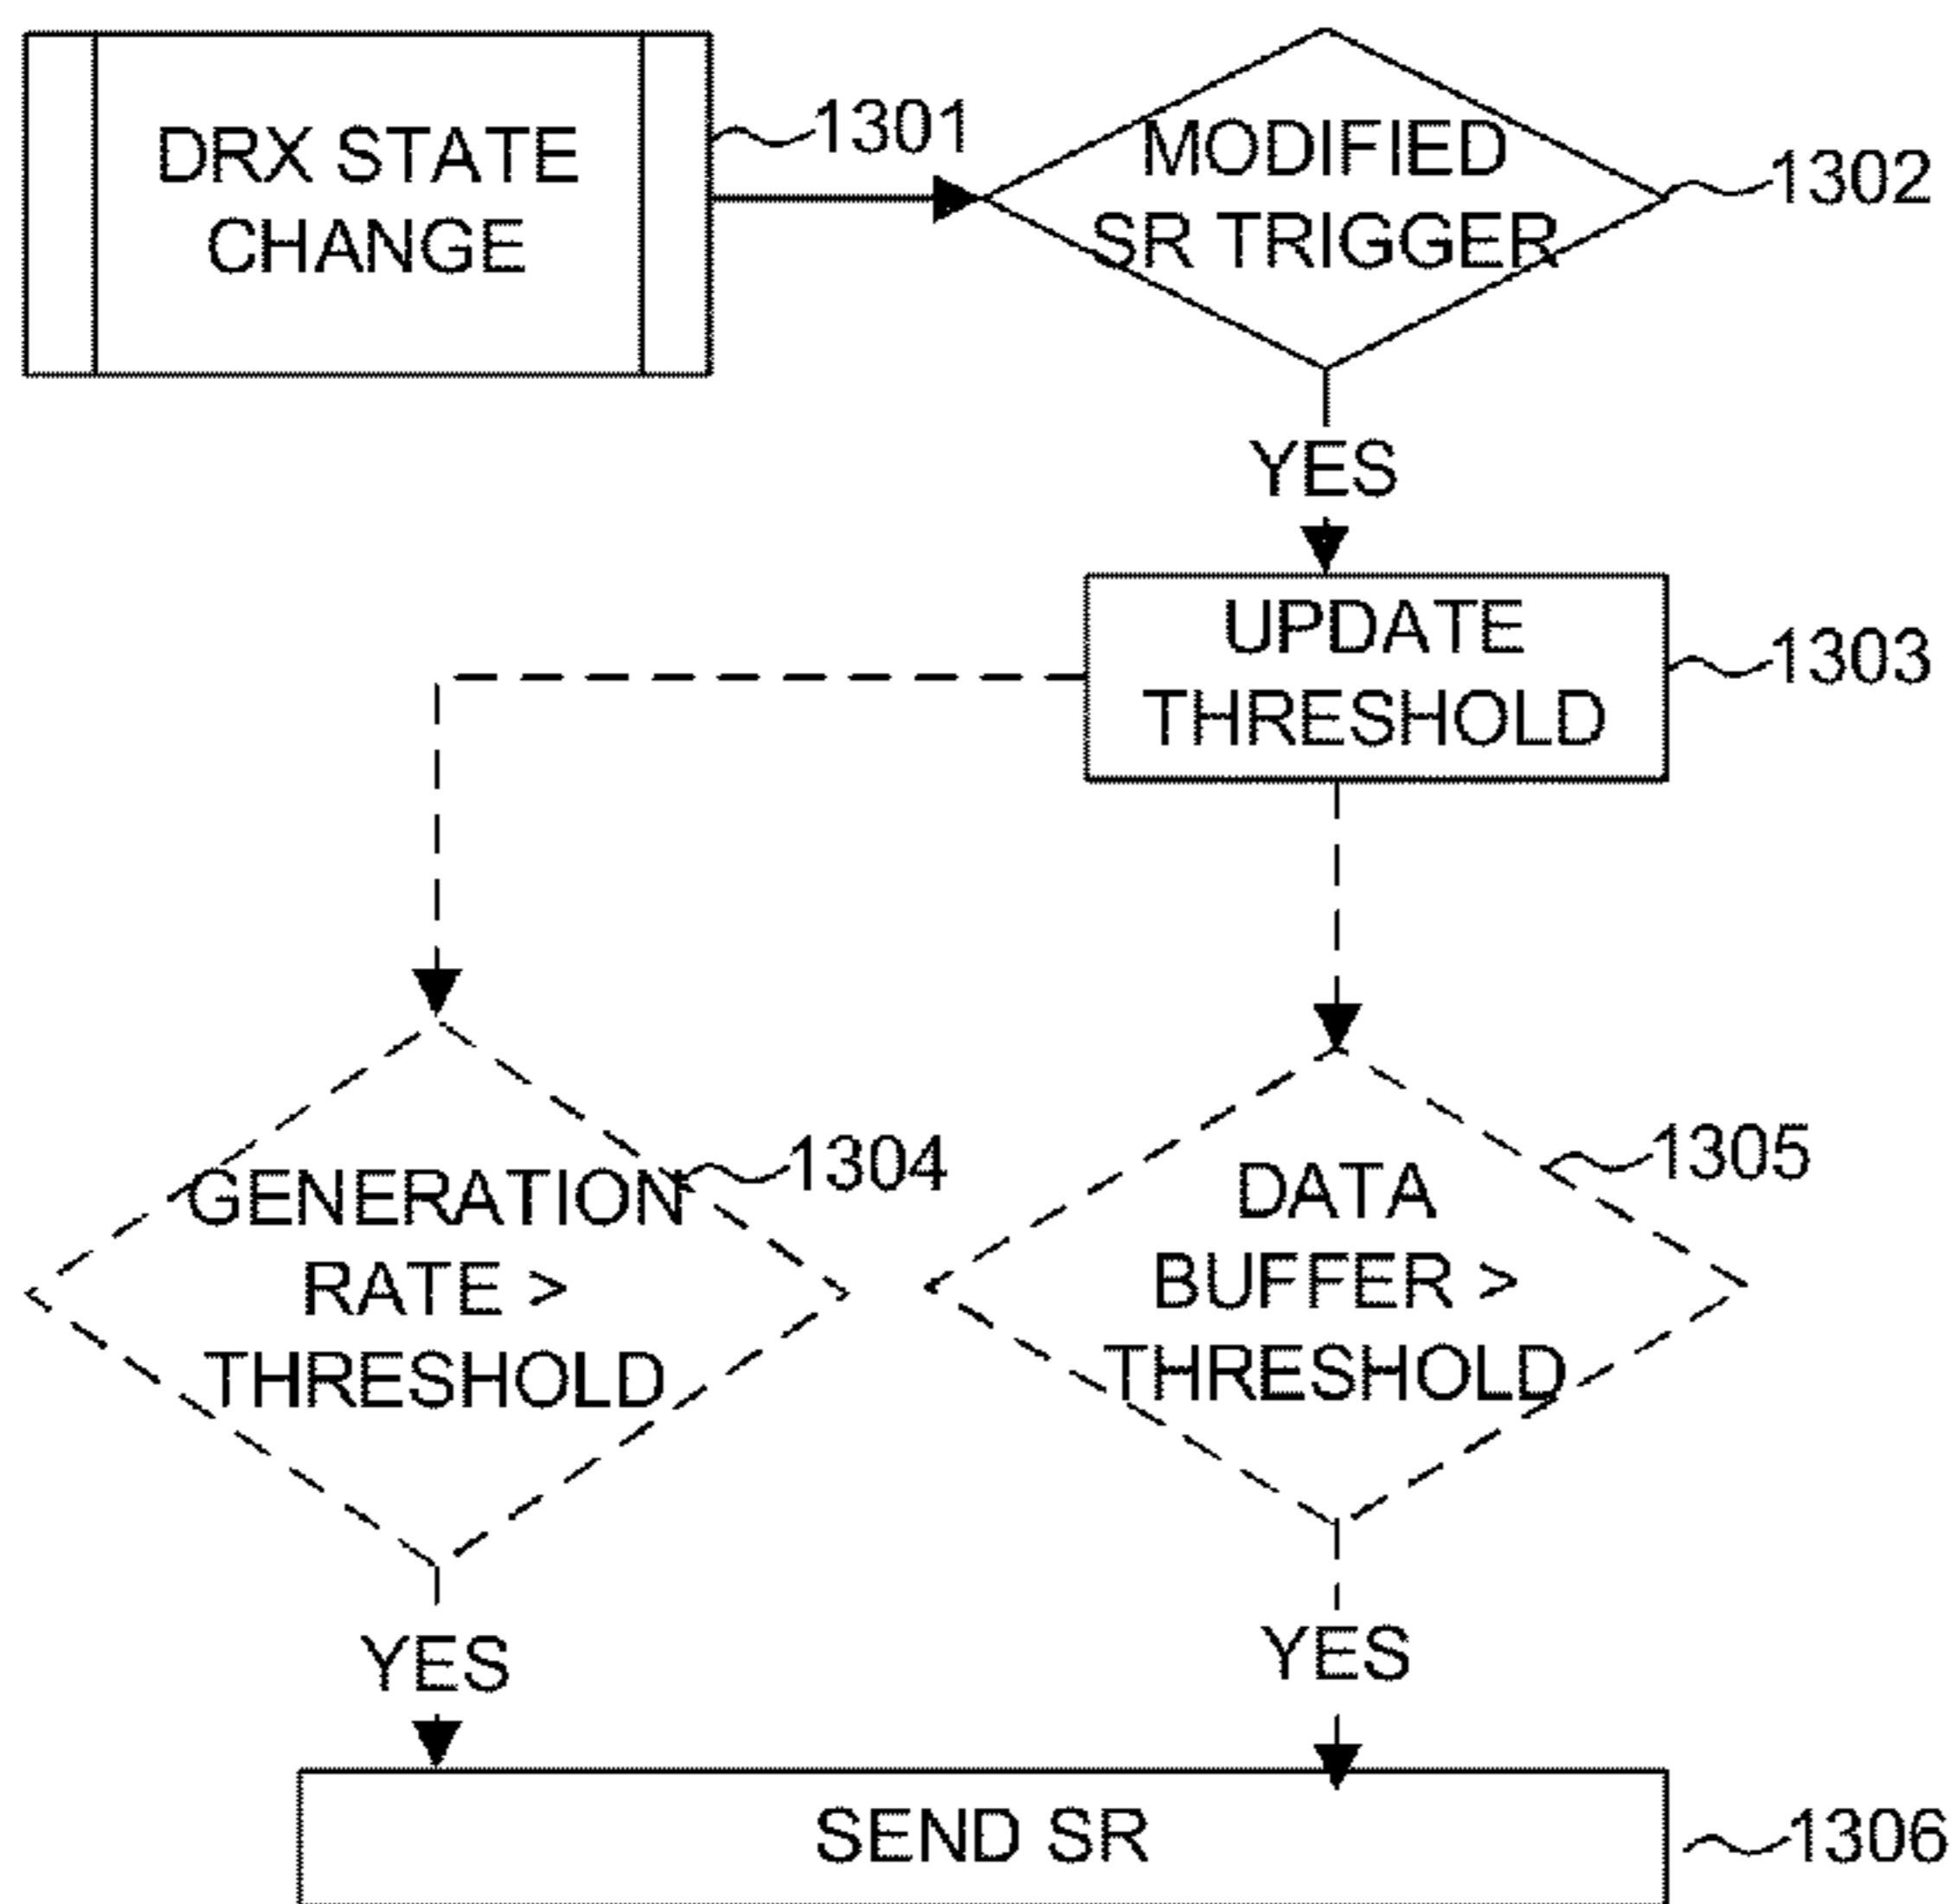 DRX STATE
CHANGE
1301
MODIFIED
SR TRIGGER
1302
YES
UPDATE
THRESHOLD
1303
GENERATION
RATE >
THRESHOLD
1304
DATA
BUFFER >
THRESHOLD
1305
YES
YES
SEND SR
1306